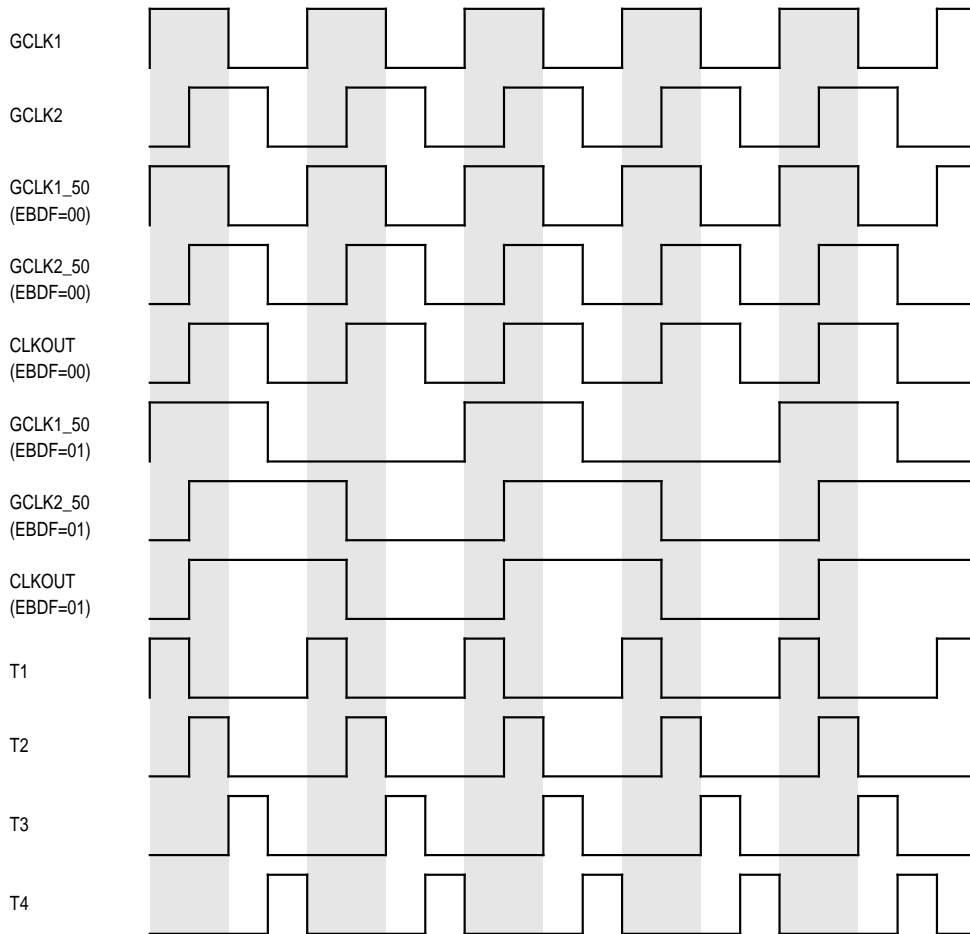 GCLK1
GCLK2
GCLK1_50
(EBDF=00)
GCLK2_50
(EBDF=00)
CLKOUT
(EBDF=00)
GCLK1_50
(EBDF=01)
GCLK2_50
(EBDF=01)
CLKOUT
(EBDF=01)
T1
T2
T3
T4